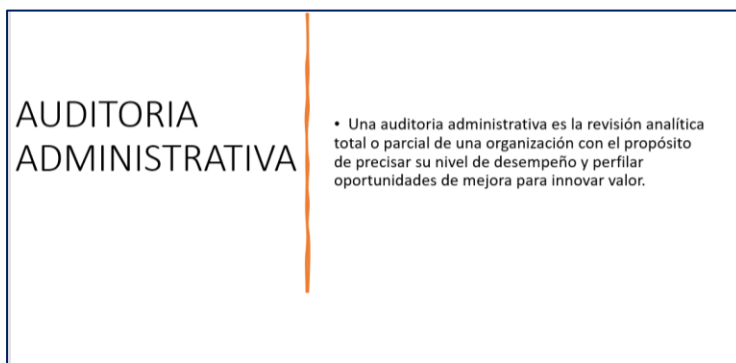 AUDITORIA
ADMINISTRATIVA
• Una auditoria administrativa es la revisión analítica
total o parcial de una organización con el propósito
de precisar su nivel de desempeño y perfilar
oportunidades de mejora para innovar valor.